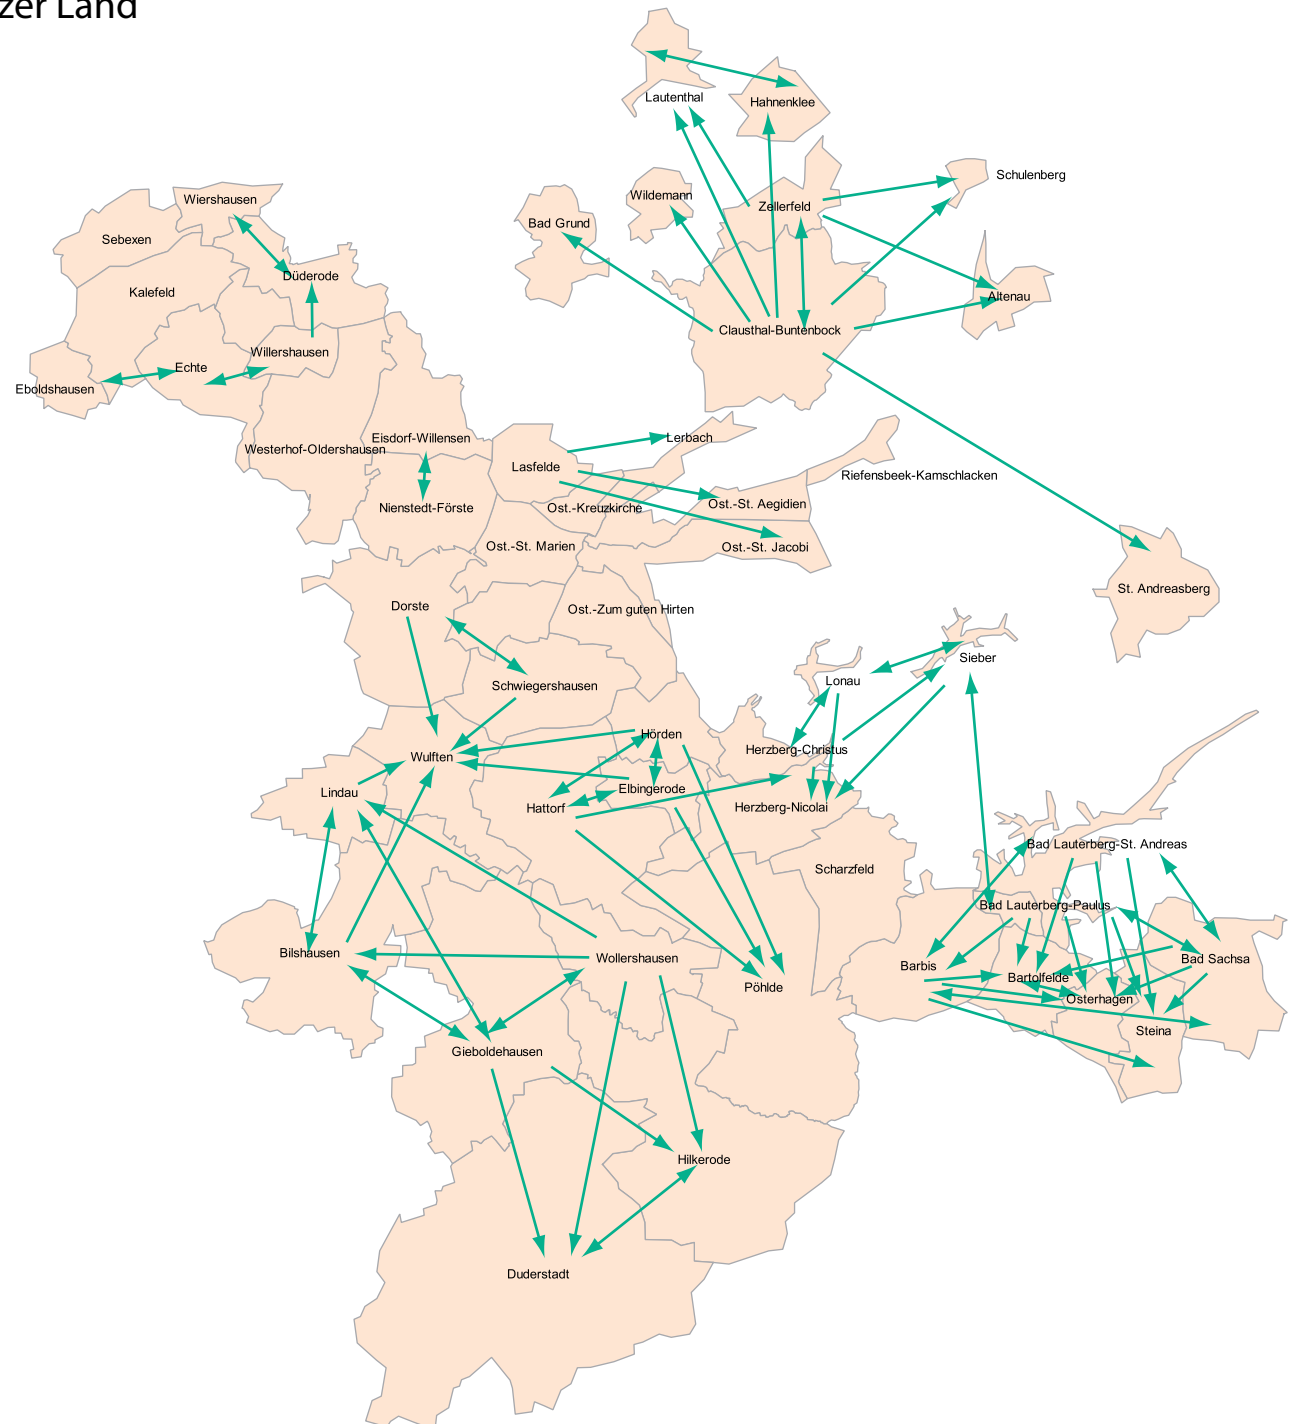 zer Land
Lautenthal
Hahnenklee
Schulenberg
Wildemann
Wiershausen
Zellerfeld
Bad Grund
Sebexen
Düderode
Kalefeld
Altenau
Clausthal-Buntenbock
Willershausen
Echte
Eboldshausen
Eisdorf-Willensen
Lerbach
Westerhof-Oldershausen
Lasfelde
Riefensbeek-Kamschlacken
Nienstedt-Förste
Ost.-Kreuzkirche
Ost.-St. Aegidien
Ost.-St. Marien
Ost.-St. Jacobi
St. Andreasberg
Dorste
Ost.-Zum guten Hirten
Sieber
Lonau
Schwiegershausen
Hörden
Herzberg-Christus
Wulften
Elbingerode
Lindau
Hattorf
Herzberg-Nicolai
Bad Lauterberg-St. Andreas
Scharzfeld
Bad Lauterberg-Paulus
Bilshausen
Wollershausen
Bad Sachsa
Barbis
Bartolfelde
Pöhlde
Osterhagen
Steina
Gieboldehausen
Hilkerode
Duderstadt